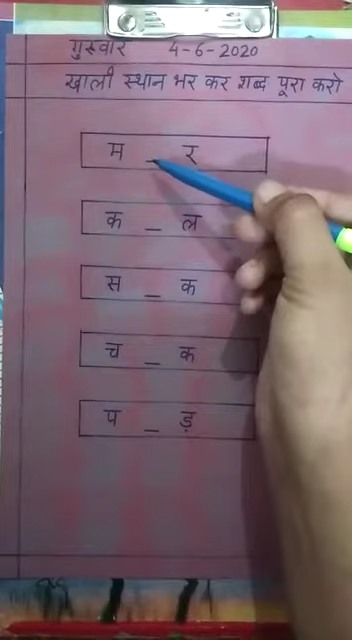 गुरूवार 4-6-2020
खाली स्थान भर कर शब्द पूरा करो
म _ र
क _ ल
स _ क
च _ क
प _ ड़